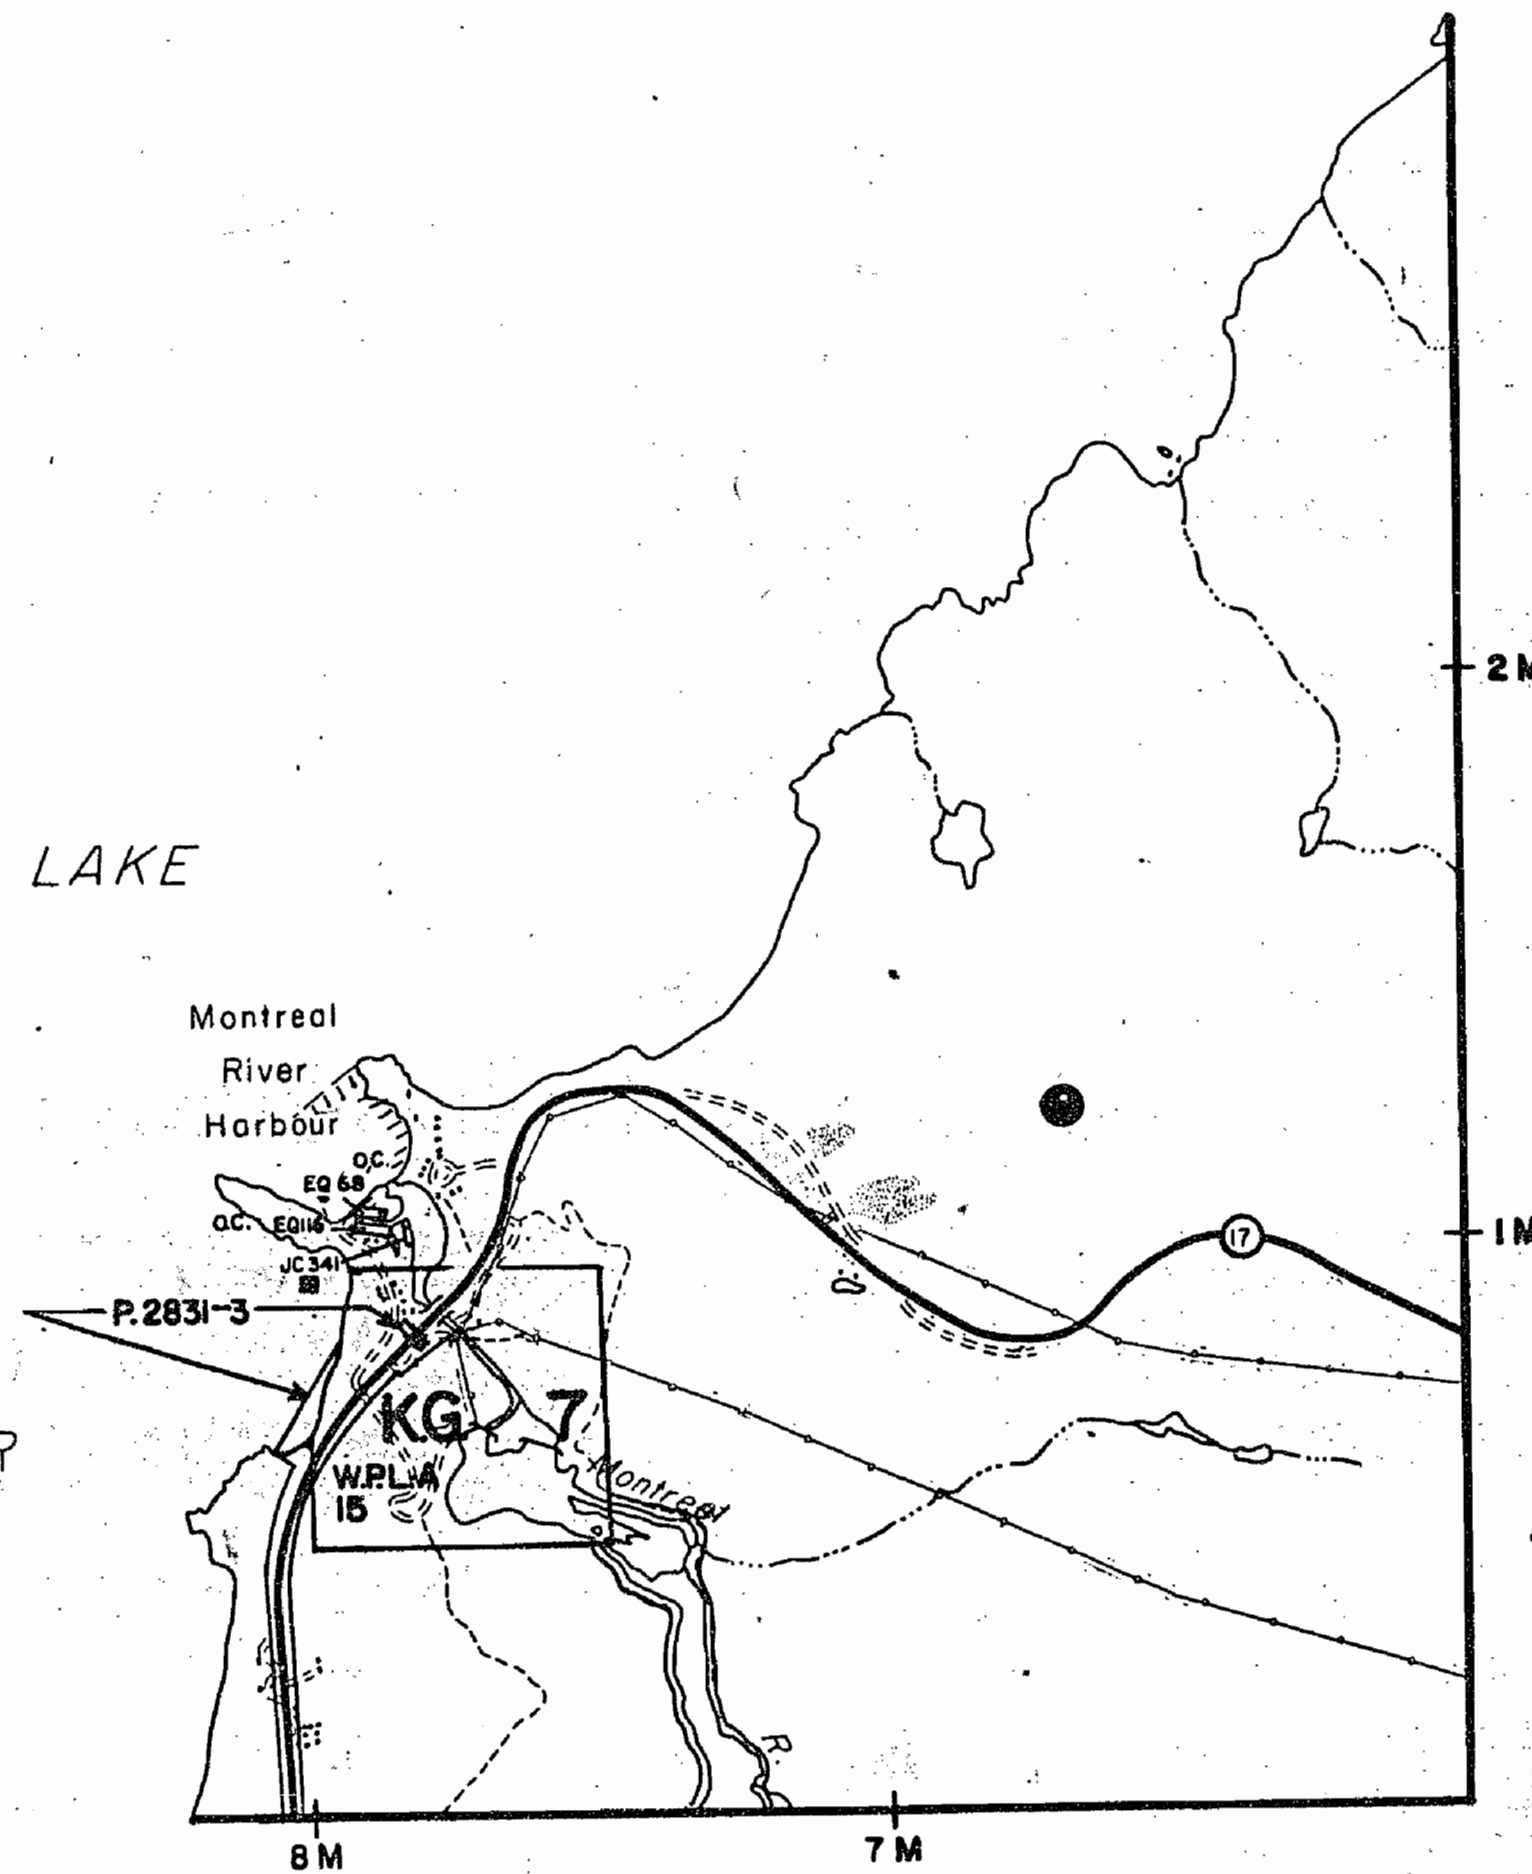 2 M
LAKE
Montreal
River
Harbour
O.C.
EQ 68
O.C. EQ116
JC 341
17
1 M
P.2831-3
KG 7
W.P.L.A
15
Montreal
R.
8 M
7 M